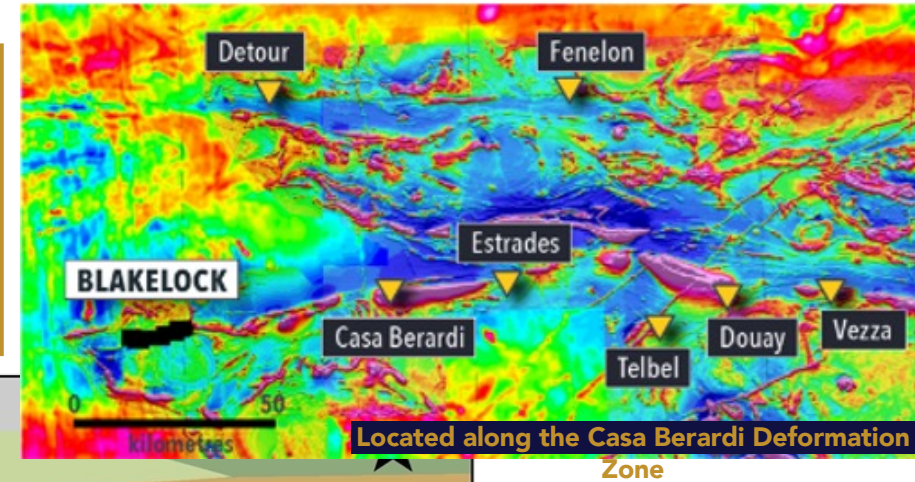 Detour
Fenelon
Estrades
BLAKELOCK
Casa Berardi
Vezza
Douay
Telbel
0 50
kilometres
Located along the Casa Berardi Deformation
Zone